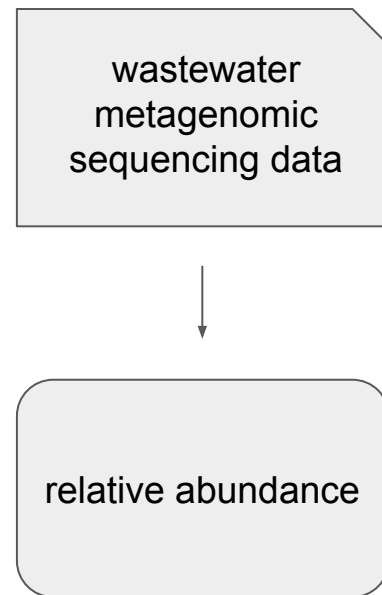 wastewater
metagenomic
sequencing data
relative abundance